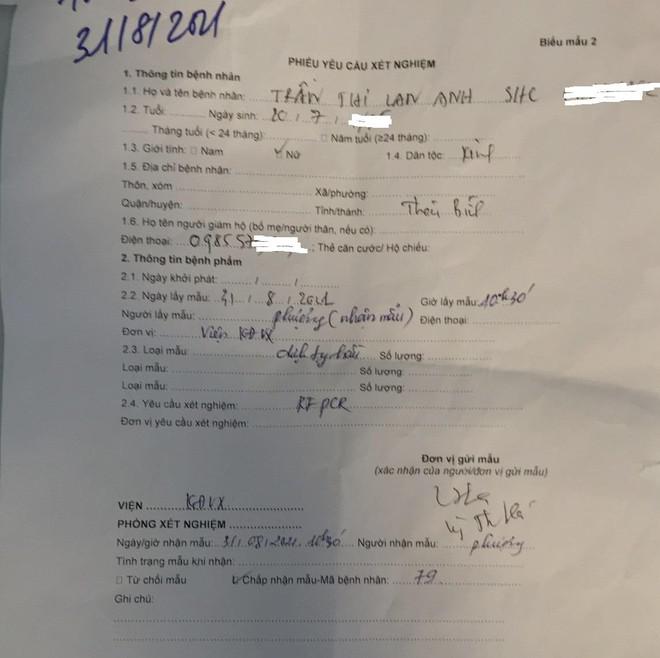 31/8/2021
Biểu mẫu 2
PHIẾU YÊU CẦU XÉT NGHIỆM
1. Thông tin bệnh nhân
1.1. Họ và tên bệnh nhân: TRẦN THỊ LAN ANH SHC
1.2. Tuổi: Ngày sinh: 20 / 7 /
Tháng tuổi (< 24 tháng): □ Năm tuổi (≥24 tháng):
1.3. Giới tính: □ Nam ✓ Nữ 1.4. Dân tộc: Kinh
1.5. Địa chỉ bệnh nhân:
Thôn, xóm Xã/phường:
Quận/huyện: Tỉnh/thành: Thái Bình
1.6. Họ tên người giám hộ (bố mẹ/người thân, nếu có):
Điện thoại: 098557 ; Thẻ căn cước/ Hộ chiếu:
2. Thông tin bệnh phẩm
2.1. Ngày khởi phát: / /
2.2. Ngày lấy mẫu: 31 / 8 / 2021 Giờ lấy mẫu: 10h30'
Người lấy mẫu: phượng (nhận mẫu) Điện thoại
Đơn vị: Viện KĐVX
2.3. Loại mẫu: dịch tỵ hầu Số lượng:
Loại mẫu: Số lượng:
Loại mẫu: Số lượng:
2.4. Yêu cầu xét nghiệm: RT PCR
Đơn vị yêu cầu xét nghiệm:
Đơn vị gửi mẫu
(xác nhận của người/đơn vị gửi mẫu)
VIỆN KĐVX
PHÒNG XÉT NGHIỆM
Ngày/giờ nhận mẫu: 31/08/2021. 10h30' Người nhận mẫu: phượng
Tình trạng mẫu khi nhận:
□ Từ chối mẫu ✓ Chấp nhận mẫu-Mã bệnh nhân: 79
Ghi chú: